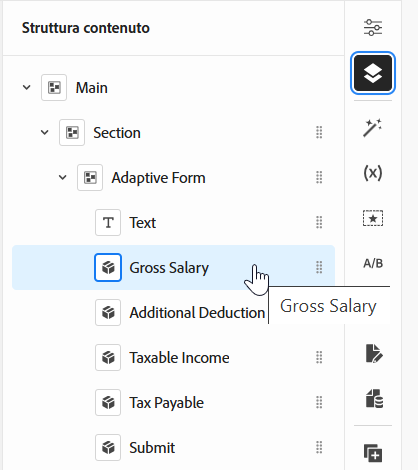 Struttura contenuto
Main
Section
Adaptive Form
T Text
Gross Salary
Additional Deduction
Gross Salary
Taxable Income
Tax Payable
Submit
(x)
A/B